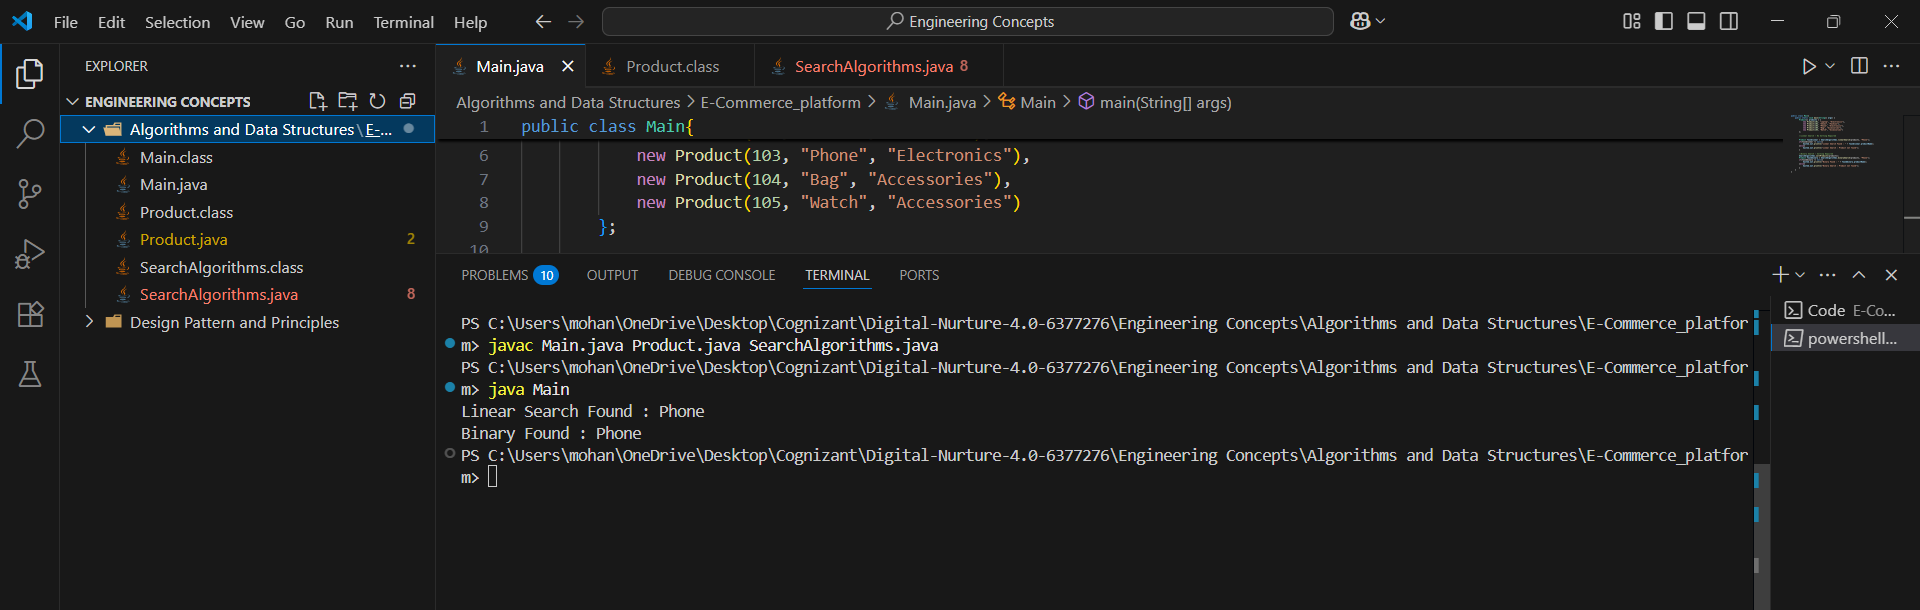 File Edit Selection View Go Run Terminal Help
Engineering Concepts
EXPLORER
ENGINEERING CONCEPTS
Algorithms and Data Structures\E-...
Main.class
Main.java
Product.class
Product.java 2
SearchAlgorithms.class
SearchAlgorithms.java 8
Design Pattern and Principles
Main.java Product.class SearchAlgorithms.java 8
Algorithms and Data Structures > E-Commerce_platform > Main.java > Main > main(String[] args)
1 public class Main{
6 new Product(103, "Phone", "Electronics"),
7 new Product(104, "Bag", "Accessories"),
8 new Product(105, "Watch", "Accessories")
9 };
10
PROBLEMS 10 OUTPUT DEBUG CONSOLE TERMINAL PORTS
PS C:\Users\mohan\OneDrive\Desktop\Cognizant\Digital-Nurture-4.0-6377276\Engineering Concepts\Algorithms and Data Structures\E-Commerce_platfor
m> javac Main.java Product.java SearchAlgorithms.java
PS C:\Users\mohan\OneDrive\Desktop\Cognizant\Digital-Nurture-4.0-6377276\Engineering Concepts\Algorithms and Data Structures\E-Commerce_platfor
m> java Main
Linear Search Found : Phone
Binary Found : Phone
PS C:\Users\mohan\OneDrive\Desktop\Cognizant\Digital-Nurture-4.0-6377276\Engineering Concepts\Algorithms and Data Structures\E-Commerce_platfor
m>
Code E-Co...
powershell...